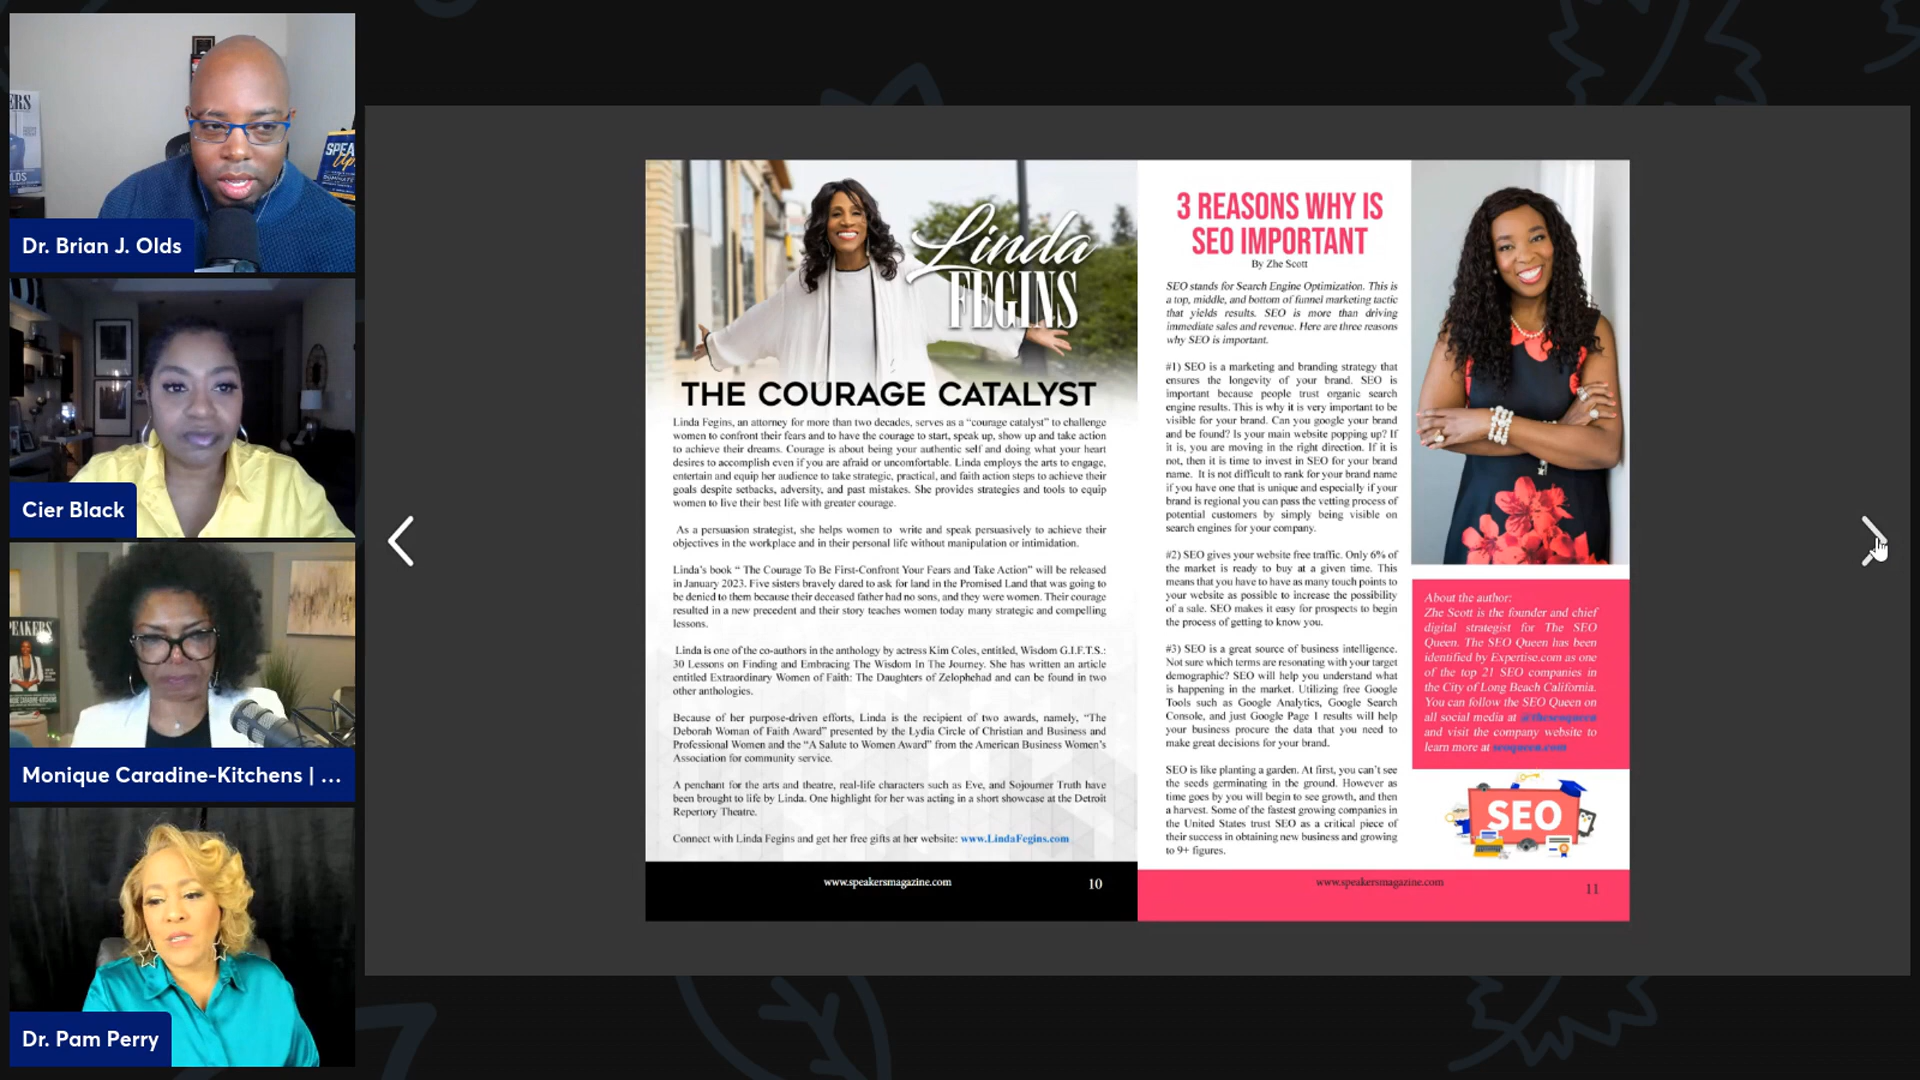 ERS
OLDS
SPEA
Up!
Dr. Brian J. Olds
Cier Black
PEAKERS
Monique Caradine-Kitchens | ...
Dr. Pam Perry
Linda
FEGINS
THE COURAGE CATALYST
Linda Fegins, an attorney for more than two decades, serves as a “courage catalyst” to challenge
women to confront their fears and to have the courage to start, speak up, show up and take action
to achieve their dreams. Courage is about being your authentic self and doing what your heart
desires to accomplish even if you are afraid or uncomfortable. Linda employs the arts to engage,
entertain and equip her audience to take strategic, practical, and faith action steps to achieve their
goals despite setbacks, adversity, and past mistakes. She provides strategies and tools to equip
women to live their best life with greater courage.
As a persuasion strategist, she helps women to write and speak persuasively to achieve their
objectives in the workplace and in their personal life without manipulation or intimidation.
Linda’s book “ The Courage To Be First-Confront Your Fears and Take Action” will be released
in January 2023. Five sisters bravely dared to ask for land in the Promised Land that was going to
be denied to them because their deceased father had no sons, and they were women. Their courage
resulted in a new precedent and their story teaches women today many strategic and compelling
lessons.
Linda is one of the co-authors in the anthology by actress Kim Coles, entitled, Wisdom G.I.F.T.S.:
30 Lessons on Finding and Embracing The Wisdom In The Journey. She has written an article
entitled Extraordinary Women of Faith: The Daughters of Zelophehad and can be found in two
other anthologies.
Because of her purpose-driven efforts, Linda is the recipient of two awards, namely, “The
Deborah Woman of Faith Award” presented by the Lydia Circle of Christian and Business and
Professional Women and the “A Salute to Women Award” from the American Business Women’s
Association for community service.
A penchant for the arts and theatre, real-life characters such as Eve, and Sojourner Truth have
been brought to life by Linda. One highlight for her was acting in a short showcase at the Detroit
Repertory Theatre.
Connect with Linda Fegins and get her free gifts at her website: www.LindaFegins.com
www.speakersmagazine.com
10
3 REASONS WHY IS
SEO IMPORTANT
By Zhe Scott
SEO stands for Search Engine Optimization. This is
a top, middle, and bottom of funnel marketing tactic
that yields results. SEO is more than driving
immediate sales and revenue. Here are three reasons
why SEO is important.
#1) SEO is a marketing and branding strategy that
ensures the longevity of your brand. SEO is
important because people trust organic search
engine results. This is why it is very important to be
visible for your brand. Can you google your brand
and be found? Is your main website popping up? If
it is, you are moving in the right direction. If it is
not, then it is time to invest in SEO for your brand
name. It is not difficult to rank for your brand name
if you have one that is unique and especially if your
brand is regional you can pass the vetting process of
potential customers by simply being visible on
search engines for your company.
#2) SEO gives your website free traffic. Only 6% of
the market is ready to buy at a given time. This
means that you have to have as many touch points to
your website as possible to increase the possibility
of a sale. SEO makes it easy for prospects to begin
the process of getting to know you.
#3) SEO is a great source of business intelligence.
Not sure which terms are resonating with your target
demographic? SEO will help you understand what
is happening in the market. Utilizing free Google
Tools such as Google Analytics, Google Search
Console, and just Google Page 1 results will help
your business procure the data that you need to
make great decisions for your brand.
SEO is like planting a garden. At first, you can’t see
the seeds germinating in the ground. However as
time goes by you will begin to see growth, and then
a harvest. Some of the fastest growing companies in
the United States trust SEO as a critical piece of
their success in obtaining new business and growing
to 9+ figures.
About the author:
Zhe Scott is the founder and chief
digital strategist for The SEO
Queen. The SEO Queen has been
identified by Expertise.com as one
of the top 21 SEO companies in
the City of Long Beach California.
You can follow the SEO Queen on
all social media at @theseoqueen
and visit the company website to
learn more at seoqueen.com
SEO
www.speakersmagazine.com
11